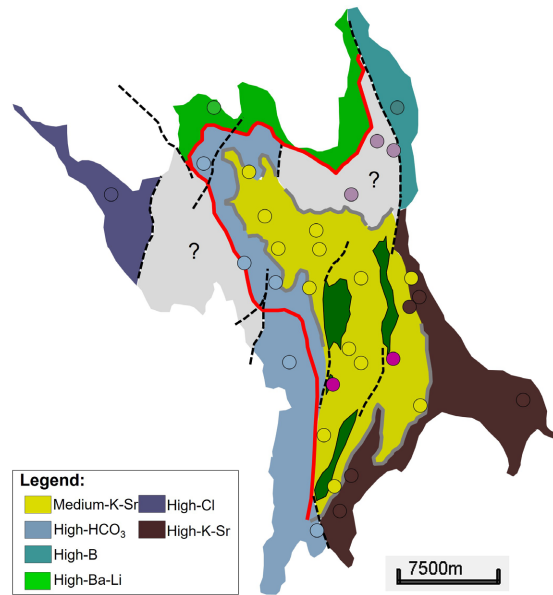 ?
?
Legend:
Medium-K-Sr
High-Cl
High-HCO₃
High-K-Sr
High-B
High-Ba-Li
7500m